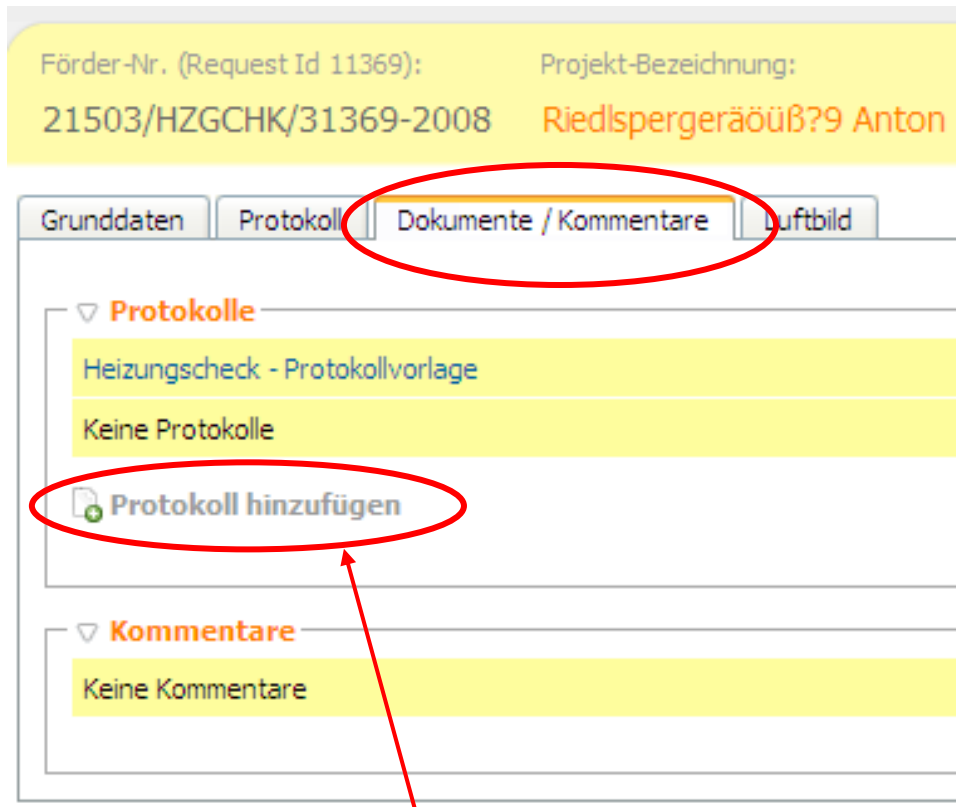 Förder-Nr. (Request Id 11369): Projekt-Bezeichnung:
21503/HZGCHK/31369-2008 Riedlspergeräöüß?9 Anton
Grunddaten Protokoll Dokumente / Kommentare Luftbild
Protokolle
Heizungscheck - Protokollvorlage
Keine Protokolle
Protokoll hinzufügen
Kommentare
Keine Kommentare